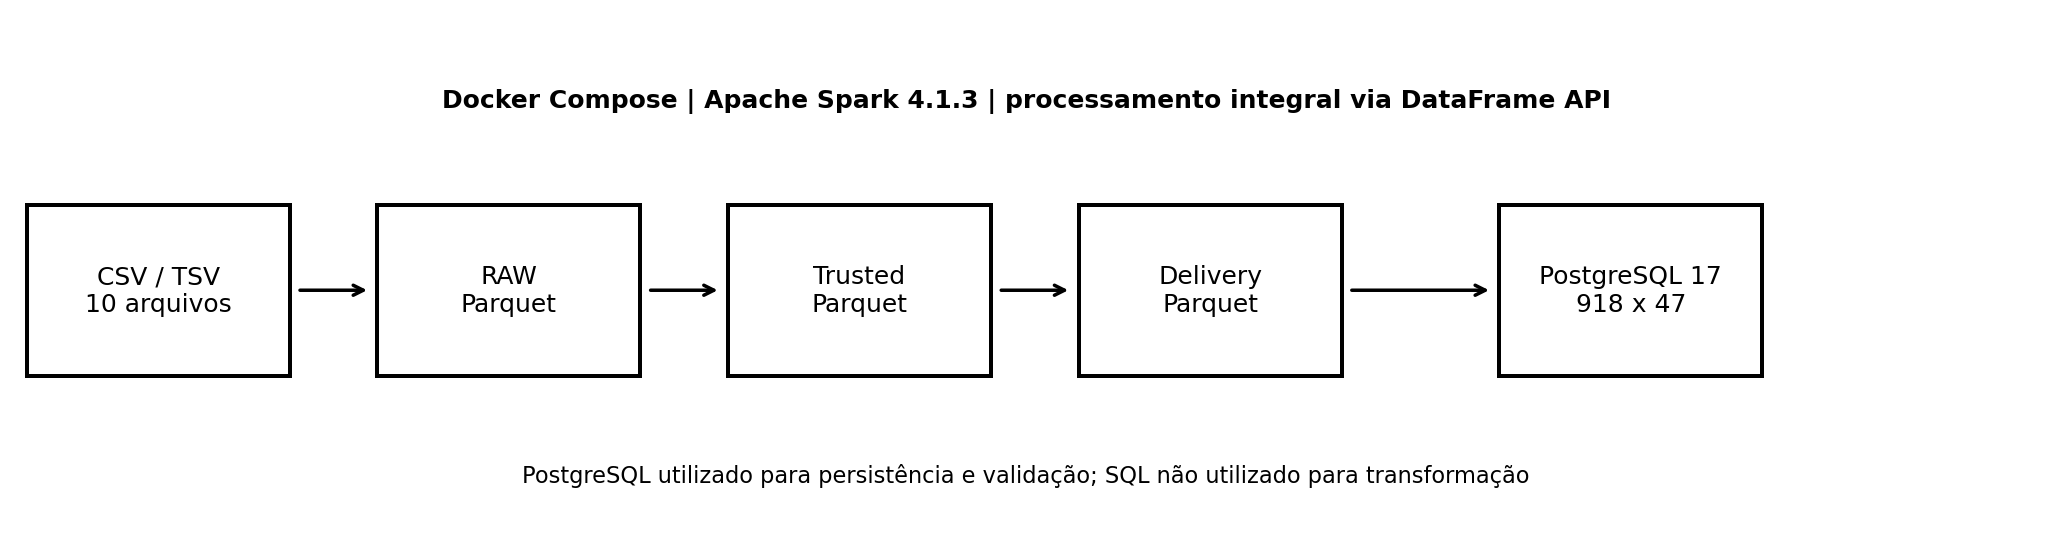 Docker Compose | Apache Spark 4.1.3 | processamento integral via DataFrame API
CSV / TSV
10 arquivos
RAW
Parquet
Trusted
Parquet
Delivery
Parquet
PostgreSQL 17
918 x 47
PostgreSQL utilizado para persistência e validação; SQL não utilizado para transformação